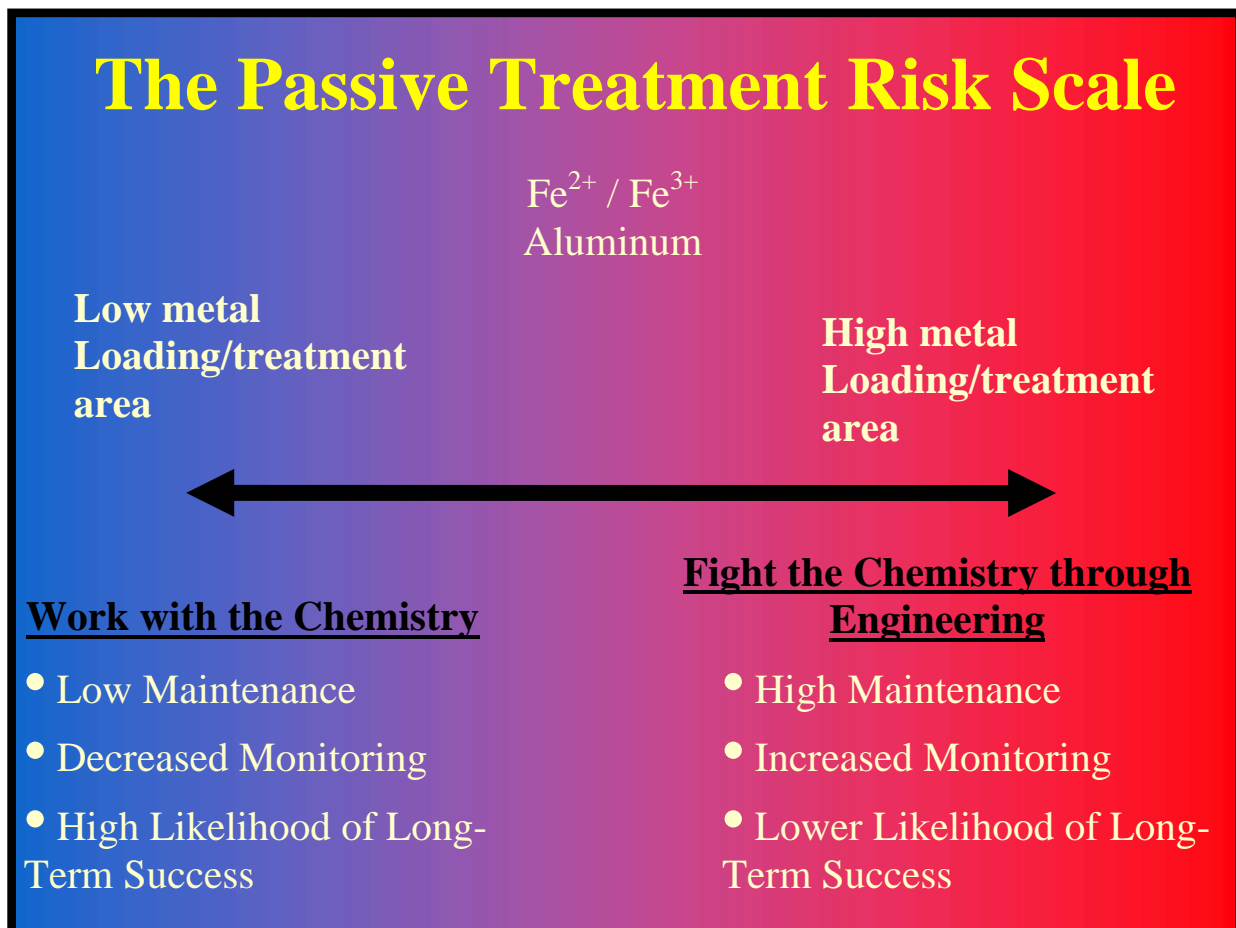 The Passive Treatment Risk Scale
Fe2+ / Fe3+
Aluminum
Low metal
Loading/treatment
area
High metal
Loading/treatment
area
Work with the Chemistry
• Low Maintenance
• Decreased Monitoring
• High Likelihood of Long-
Term Success
Fight the Chemistry through
Engineering
• High Maintenance
• Increased Monitoring
• Lower Likelihood of Long-
Term Success